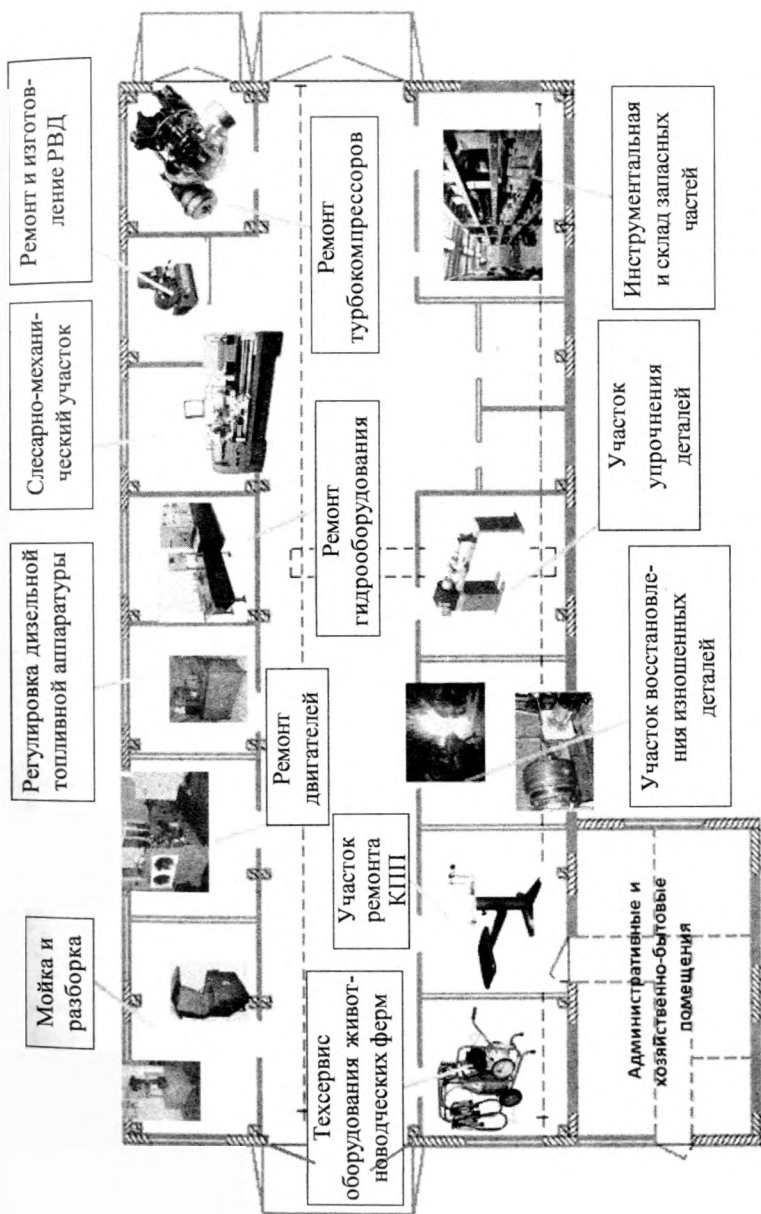 Мойка и
разборка
Регулировка дизельной
топливной аппаратуры
Слесарно-механи-
ческий участок
Ремонт и изготов-
ление РВД
Техсервис
оборудования живот-
новодческих ферм
Участок
ремонта
КПП
Ремонт
двигателей
Ремонт
гидрооборудования
Ремонт
турбокомпрессоров
Административные и
хозяйственно-бытовые
помещения
Участок восстановле-
ния изношенных
деталей
Участок
упрочнения
деталей
Инструментальная
и склад запасных
частей